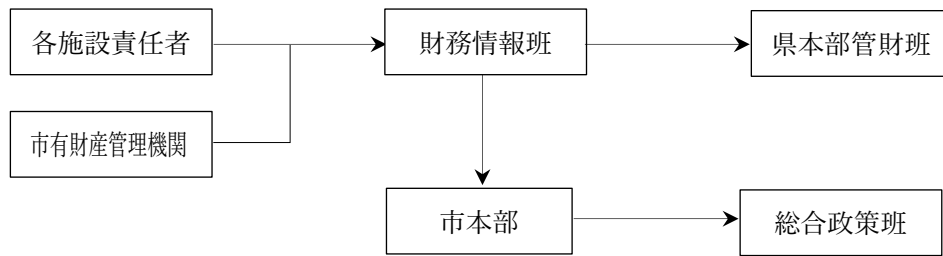 各施設責任者
財務情報班
県本部管財班
市有財産管理機関
市本部
総合政策班